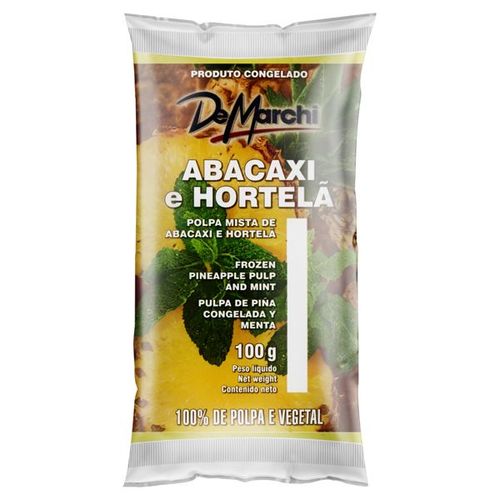 PRODUTO CONGELADO
DeMarchi
ABACAXI
e HORTELÃ
POLPA MISTA DE
ABACAXI E HORTELÃ
FROZEN
PINEAPPLE PULP
AND MINT
PULPA DE PIÑA
CONGELADA Y
MENTA
100 g
Peso líquido
Net weight
Contenido neto
100% DE POLPA E VEGETAL